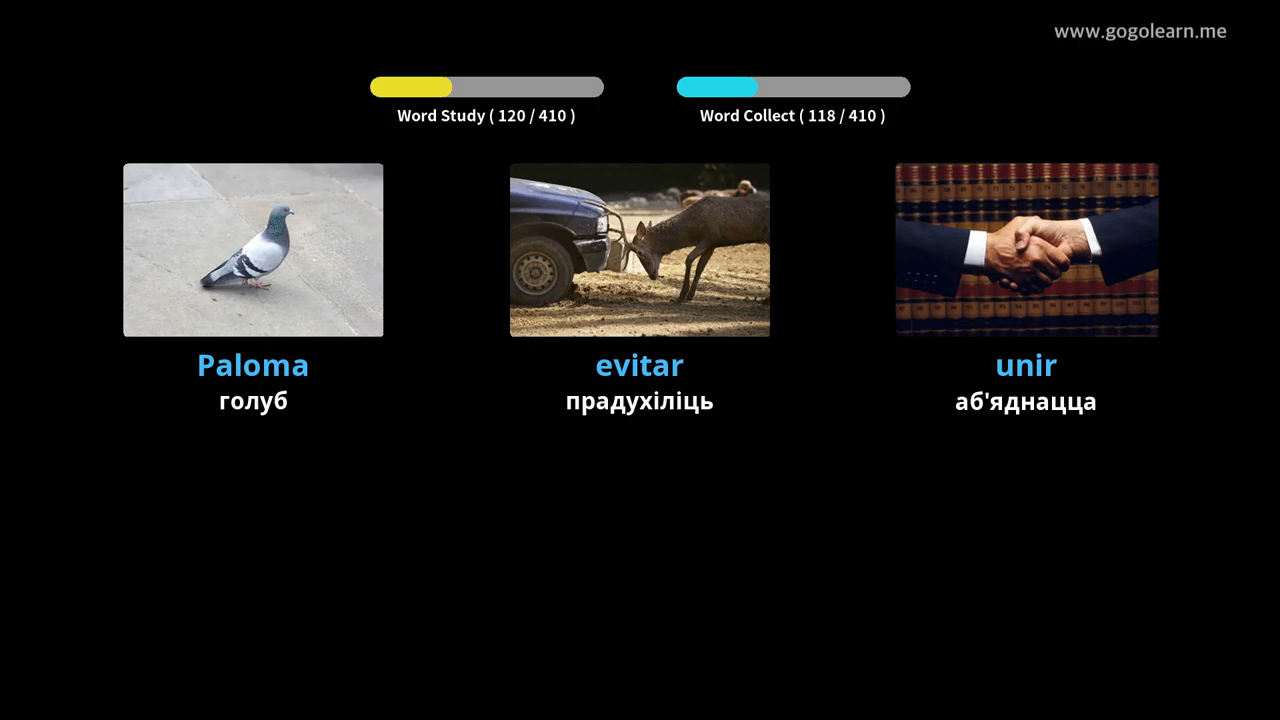 www.gogolearn.me
Word Study ( 120 / 410 )
Word Collect ( 118 / 410 )
Paloma
голуб
evitar
прадухіліць
unir
аб'яднацца